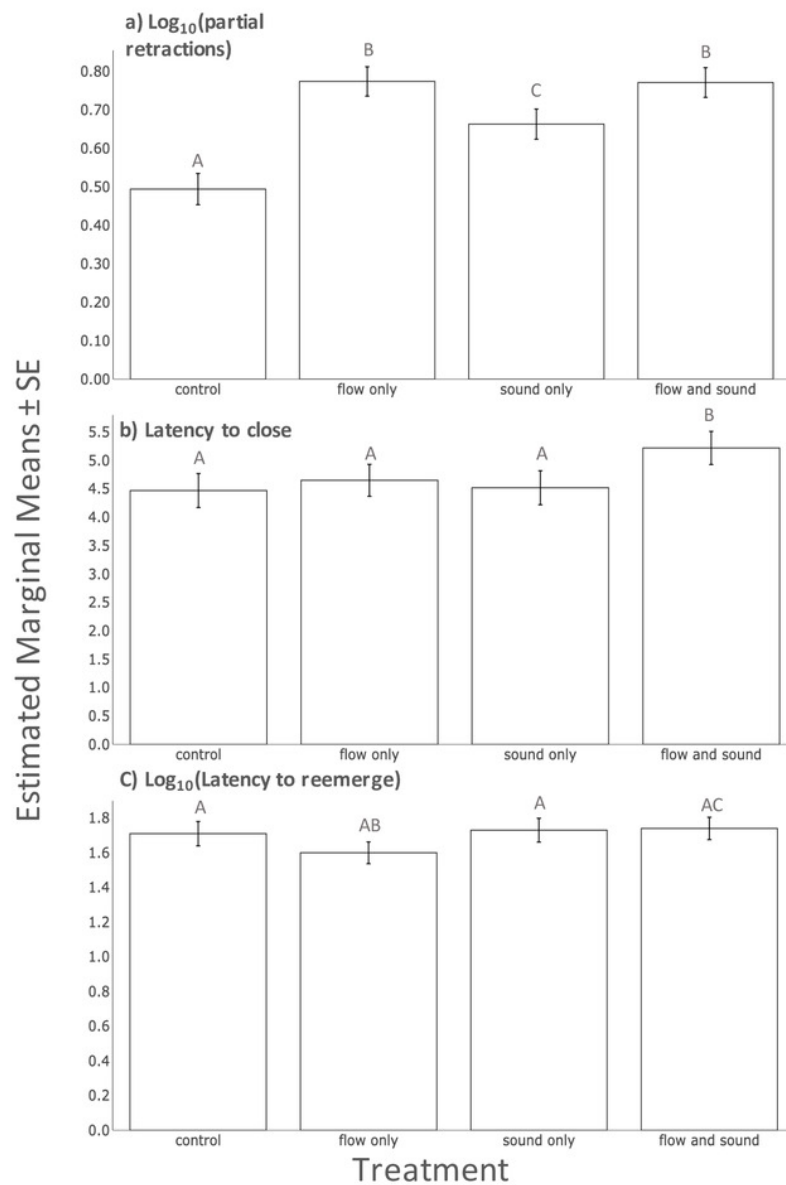 a) Log₁₀(partial
retractions)
B
B
0.80
C
0.70
0.60
A
0.50
0.40
0.30
0.20
0.10
0.00
control
flow only
sound only
flow and sound
b) Latency to close
B
5.5
A
A
A
5.0
4.5
4.0
3.5
3.0
2.5
2.0
1.5
1.0
0.5
0.0
control
flow only
sound only
flow and sound
C) Log₁₀(Latency to reemerge)
A
AB
A
AC
1.8
1.6
1.4
1.2
1.0
0.8
0.6
0.4
0.2
0.0
control
flow only
sound only
flow and sound
Estimated Marginal Means ± SE
Treatment